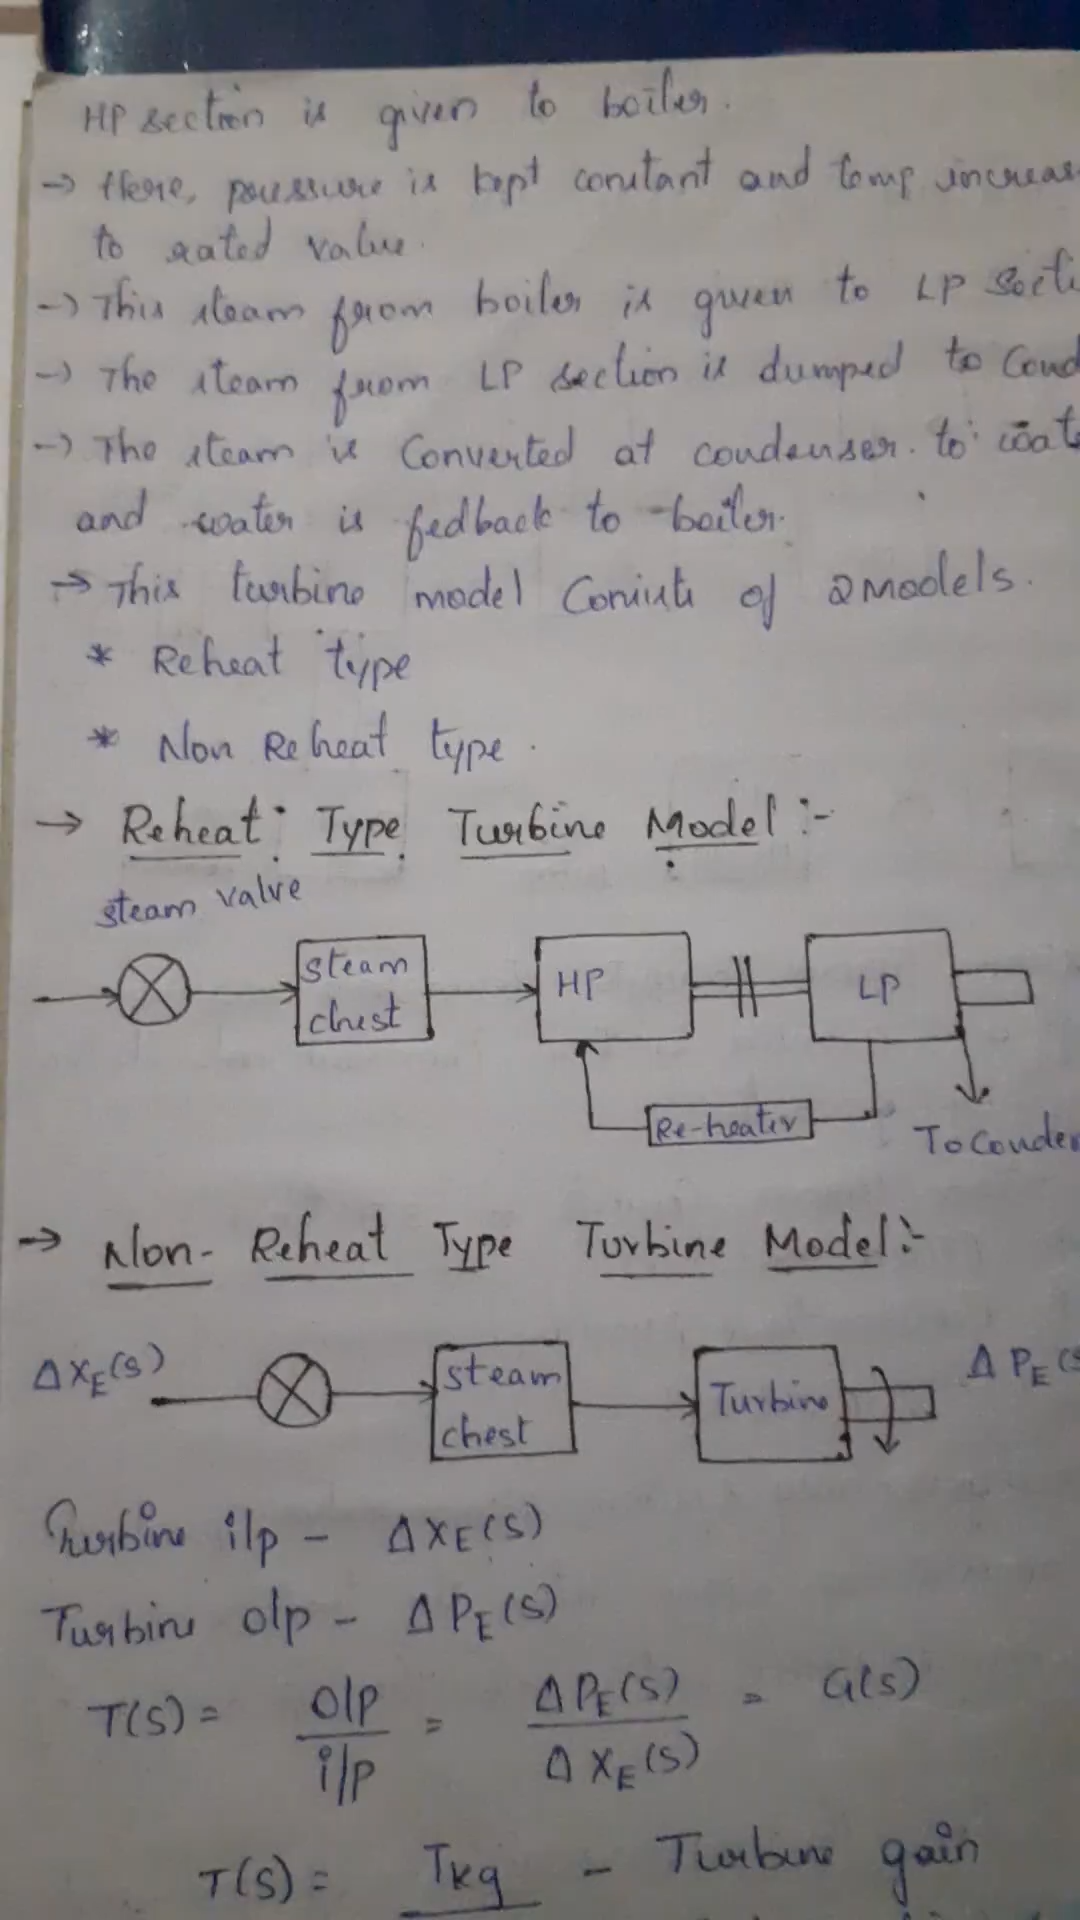 HP section is given to boiler.
→ Here, pressure is kept constant and temp increas
to rated value.
→ This steam from boiler is given to LP secti
→ The steam from LP section is dumped to Cond
→ The steam is Converted at condenser. to wat
and water is fedback to boiler.
→ This turbine model Consists of 2 models.
* Reheat type
* Non Reheat type.
→ Reheat Type Turbine Model :-
steam valve
steam
chest
HP
LP
Re-heater
To Conden
→ Non- Reheat Type Turbine Model :-
ΔXE(s)
steam
chest
Turbine
ΔPE(s
Turbine i/p - ΔXE(s)
Turbine o/p - ΔPE(s)
T(s) = o/p / i/p = ΔPE(s) / ΔXE(s) = G(s)
T(s) = Tkg - Turbine gain